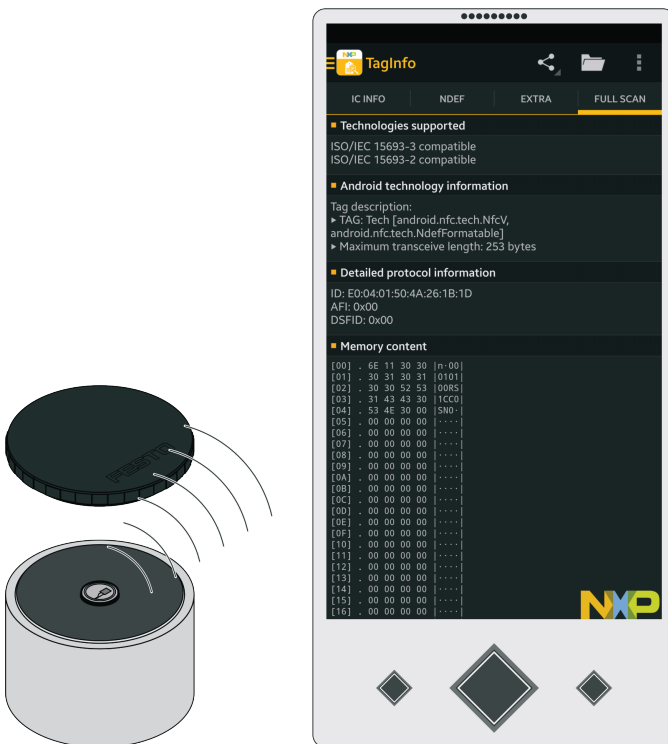 NXP
TagInfo
IC INFO
NDEF
EXTRA
FULL SCAN
Technologies supported
ISO/IEC 15693-3 compatible
ISO/IEC 15693-2 compatible
Android technology information
Tag description:
▸ TAG: Tech [android.nfc.tech.NfcV,
android.nfc.tech.NdefFormatable]
▸ Maximum transceive length: 253 bytes
Detailed protocol information
ID: E0:04:01:50:4A:26:1B:1D
AFI: 0x00
DSFID: 0x00
Memory content
[00] . 6E 11 30 30 |n·00|
[01] . 30 31 30 31 |0101|
[02] . 30 30 52 53 |00RS|
[03] . 31 43 43 30 |1CC0|
[04] . 53 4E 30 00 |SN0·|
[05] . 00 00 00 00 |····|
[06] . 00 00 00 00 |····|
[07] . 00 00 00 00 |····|
[08] . 00 00 00 00 |····|
[09] . 00 00 00 00 |····|
[0A] . 00 00 00 00 |····|
[0B] . 00 00 00 00 |····|
[0C] . 00 00 00 00 |····|
[0D] . 00 00 00 00 |····|
[0E] . 00 00 00 00 |····|
[0F] . 00 00 00 00 |····|
[10] . 00 00 00 00 |····|
[11] . 00 00 00 00 |····|
[12] . 00 00 00 00 |····|
[13] . 00 00 00 00 |····|
[14] . 00 00 00 00 |····|
[15] . 00 00 00 00 |····|
[16] . 00 00 00 00 |····|
NXP
FESTO